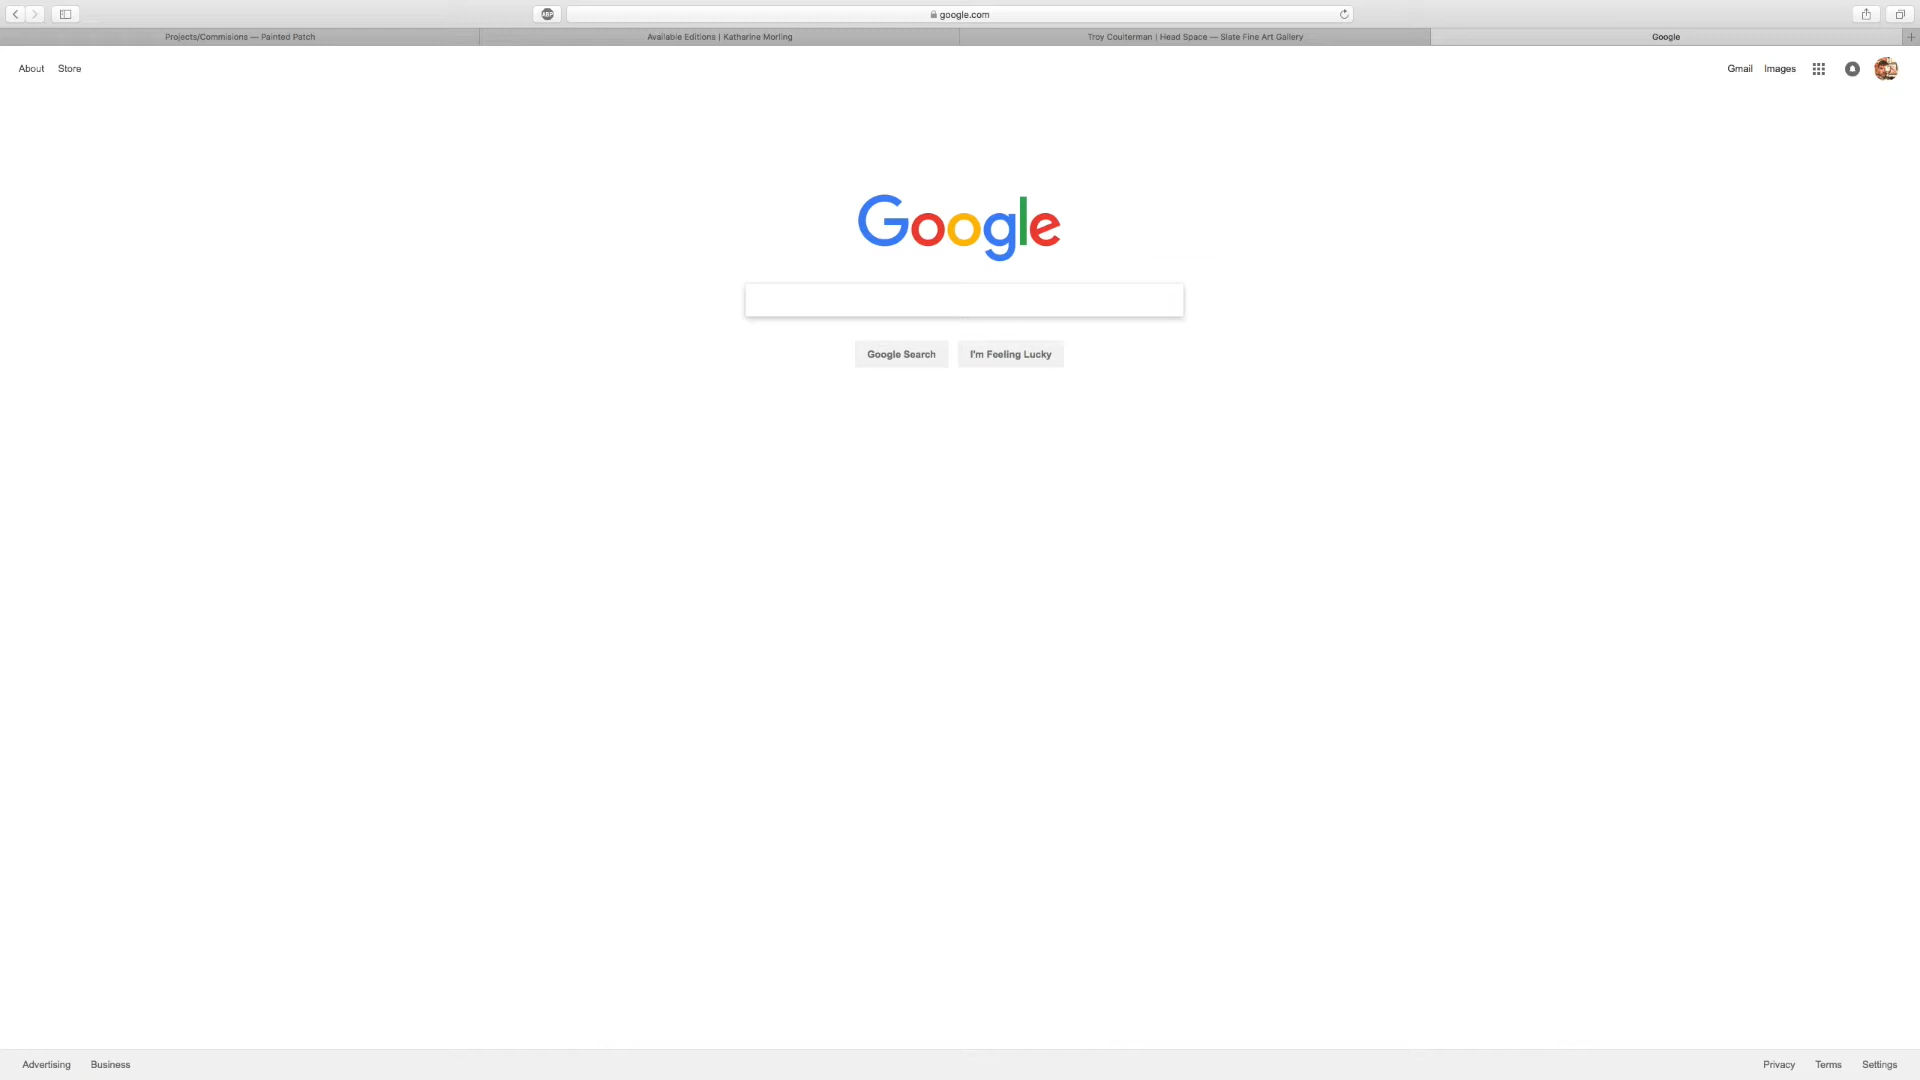 ABP
google.com
Projects/Commisions — Painted Patch
Available Editions | Katharine Morling
Troy Coulterman | Head Space — Slate Fine Art Gallery
Google
About
Store
Gmail
Images
Google
Google Search
I'm Feeling Lucky
Advertising
Business
Privacy
Terms
Settings